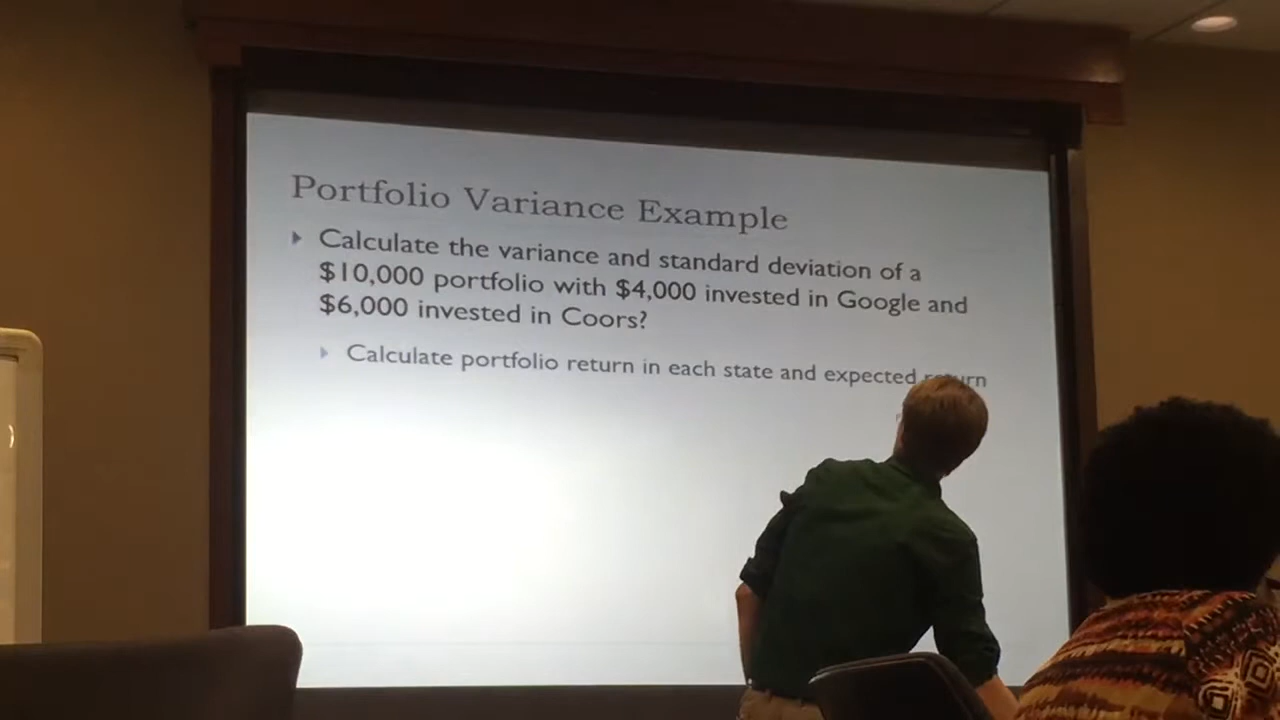 Portfolio Variance Example
Calculate the variance and standard deviation of a
$10,000 portfolio with $4,000 invested in Google and
$6,000 invested in Coors?
Calculate portfolio return in each state and expected return